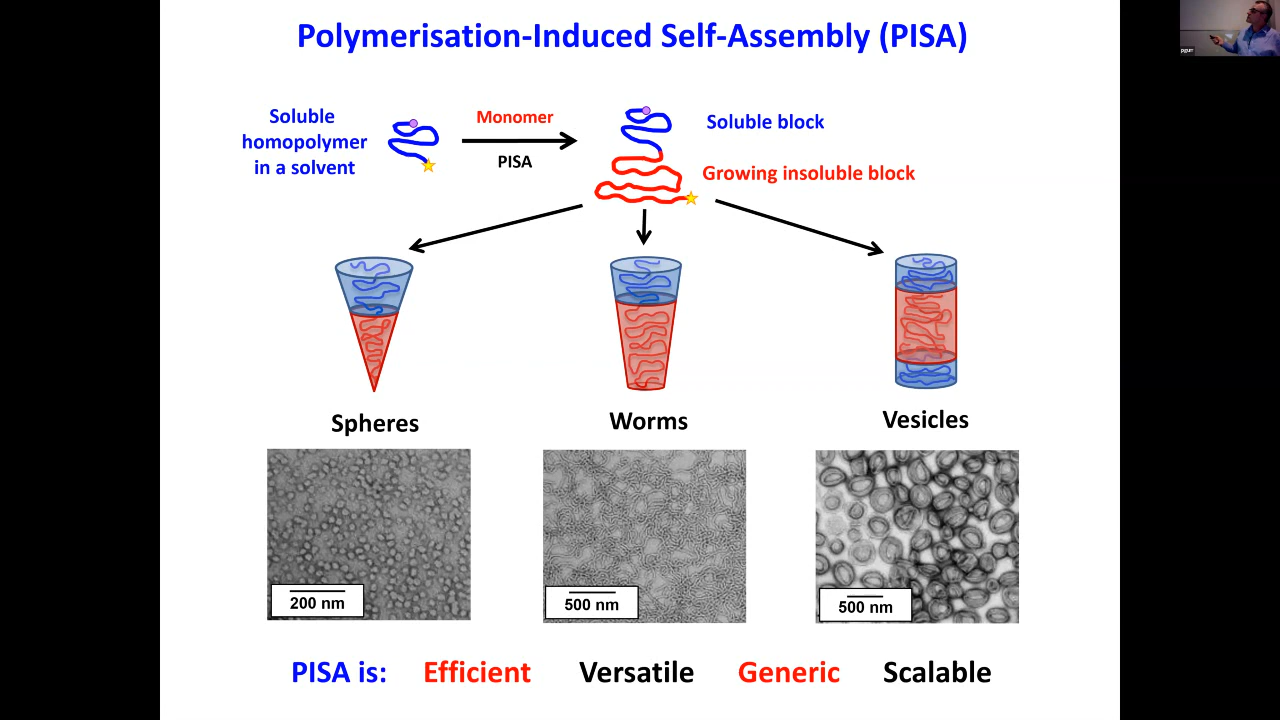 Polymerisation-Induced Self-Assembly (PISA)
Soluble
homopolymer
in a solvent
Monomer
PISA
Soluble block
Growing insoluble block
Spheres
Worms
Vesicles
200 nm
500 nm
500 nm
PISA is: Efficient Versatile Generic Scalable